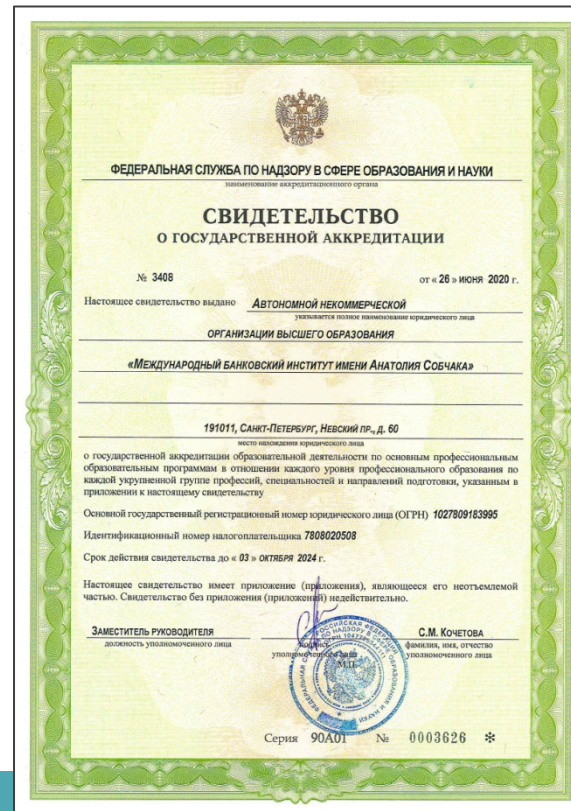 ФЕДЕРАЛЬНАЯ СЛУЖБА ПО НАДЗОРУ В СФЕРЕ ОБРАЗОВАНИЯ И НАУКИ
наименование аккредитационного органа
СВИДЕТЕЛЬСТВО
О ГОСУДАРСТВЕННОЙ АККРЕДИТАЦИИ
№ 3408 от « 26 » ИЮНЯ 2020 г.
Настоящее свидетельство выдано АВТОНОМНОЙ НЕКОММЕРЧЕСКОЙ
указывается полное наименование юридического лица
ОРГАНИЗАЦИИ ВЫСШЕГО ОБРАЗОВАНИЯ
«МЕЖДУНАРОДНЫЙ БАНКОВСКИЙ ИНСТИТУТ ИМЕНИ АНАТОЛИЯ СОБЧАКА»
191011, САНКТ-ПЕТЕРБУРГ, НЕВСКИЙ ПР., Д. 60
место нахождения юридического лица
о государственной аккредитации образовательной деятельности по основным профессиональным
образовательным программам в отношении каждого уровня профессионального образования по
каждой укрупненной группе профессий, специальностей и направлений подготовки, указанным в
приложении к настоящему свидетельству
Основной государственный регистрационный номер юридического лица (ОГРН) 1027809183995
Идентификационный номер налогоплательщика 7808020508
Срок действия свидетельства до « 03 » ОКТЯБРЯ 2024 г.
Настоящее свидетельство имеет приложение (приложения), являющееся его неотъемлемой
частью. Свидетельство без приложения (приложений) недействительно.
ЗАМЕСТИТЕЛЬ РУКОВОДИТЕЛЯ С.М. КОЧЕТОВА
должность уполномоченного лица подпись фамилия, имя, отчество
уполномоченного лица уполномоченного лица
М.П.
Серия 90А01 № 0003626 *